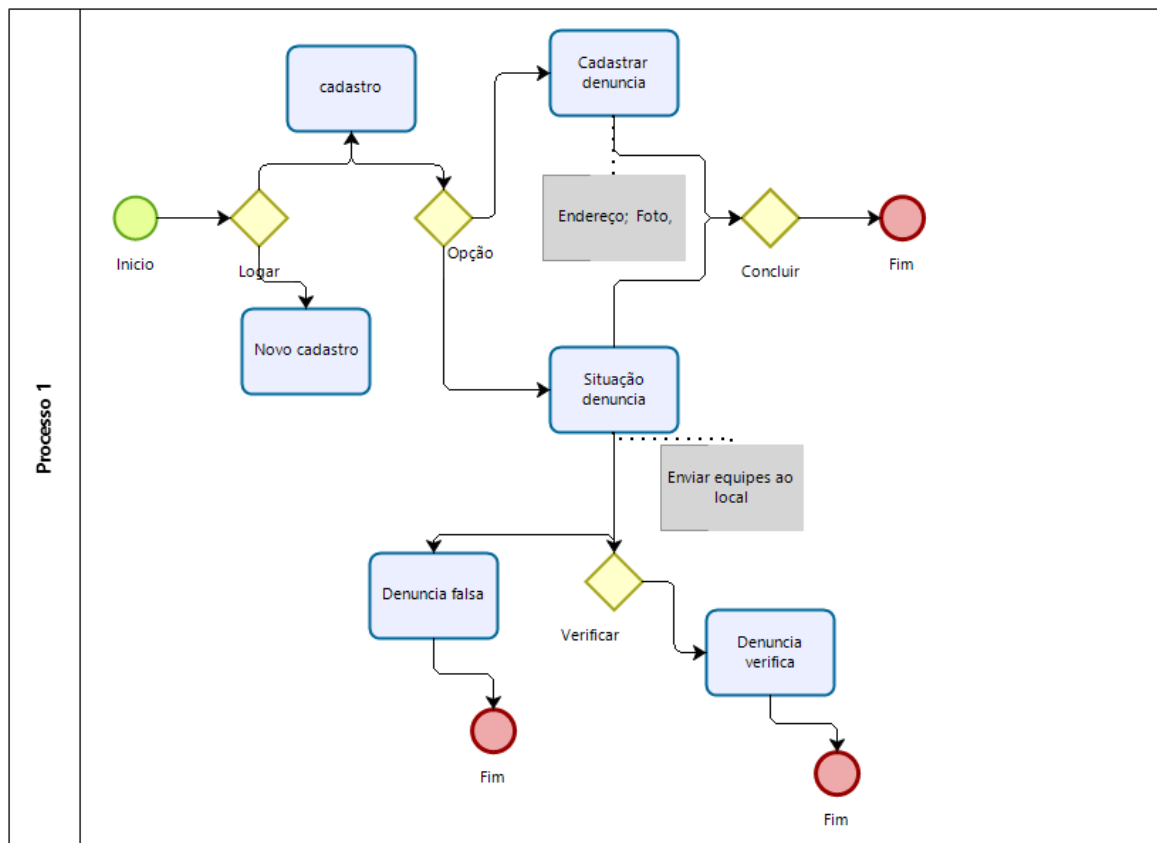 Processo 1
cadastro
Cadastrar
denuncia
Endereço; Foto,
Inicio
Logar
Opção
Concluir
Fim
Novo cadastro
Situação
denuncia
Enviar equipes ao
local
Denuncia falsa
Verificar
Denuncia
verifica
Fim
Fim